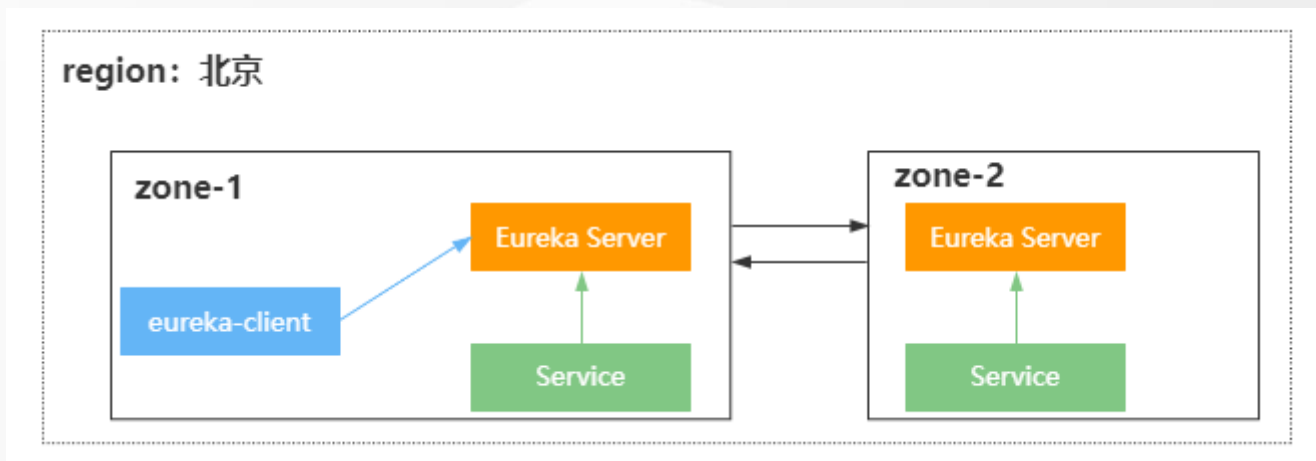 region：北京
zone-1
zone-2
Eureka Server
Eureka Server
eureka-client
Service
Service